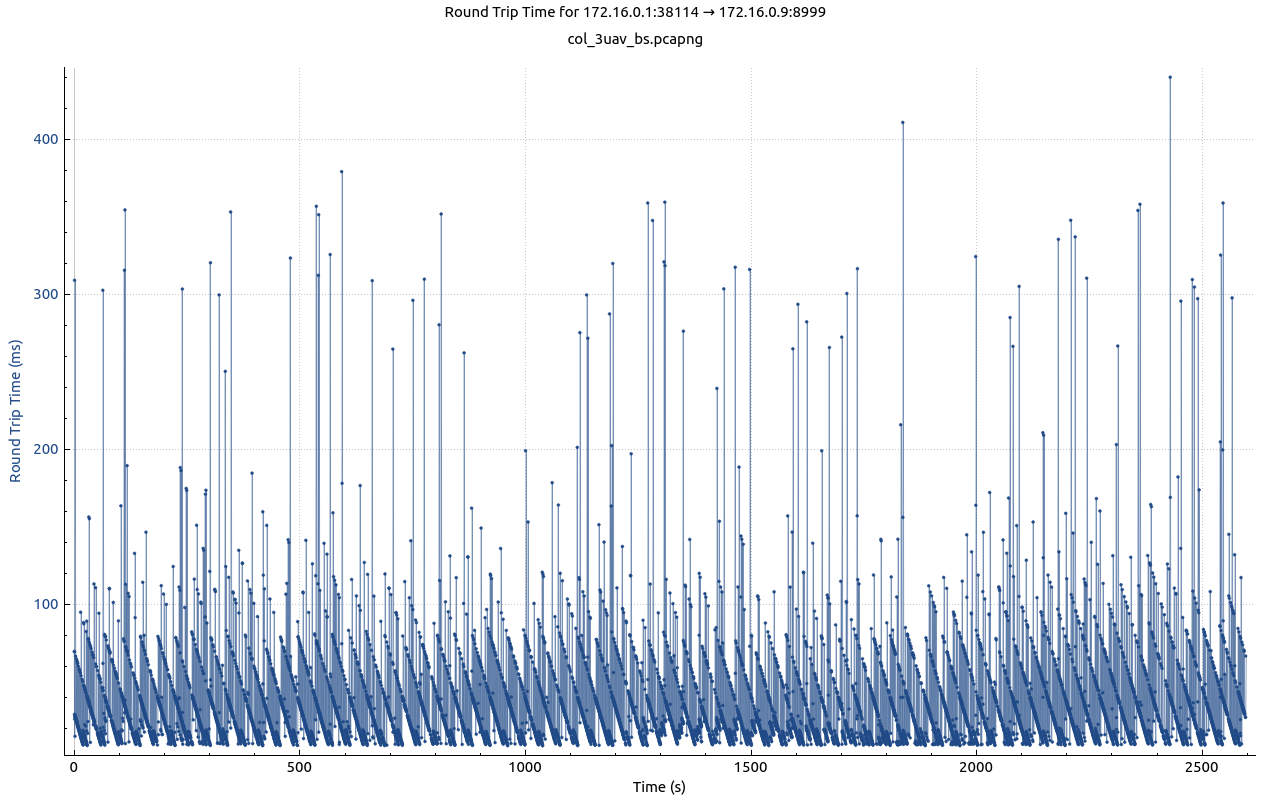 Round Trip Time for 172.16.0.1:38114 → 172.16.0.9:8999
col_3uav_bs.pcapng
400
300
200
100
Round Trip Time (ms)
0
500
1000
1500
2000
2500
Time (s)